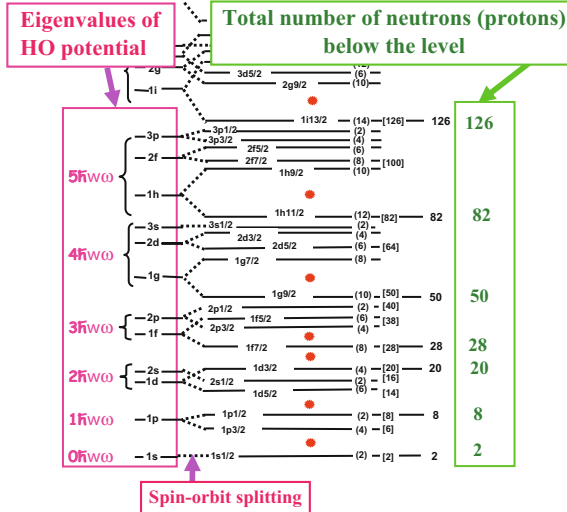 Eigenvalues of
HO potential
Total number of neutrons (protons)
below the level
2g 3d5/2 (6)
2g9/2 (10)
1i
1i13/2 (14) [126] 126 126
3p 3p1/2 (2)
3p3/2 (4)
2f5/2 (6)
2f 2f7/2 (8) [100]
1h9/2 (10)
5ħwω
1h
1h11/2 (12) [82] 82 82
3s 3s1/2 (2)
2d3/2 (4)
2d 2d5/2 (6) [64]
4ħwω
1g7/2 (8)
1g
1g9/2 (10) [50] 50 50
2p1/2 (2) [40]
2p 1f5/2 (6) [38]
3ħwω
2p3/2 (4)
1f
1f7/2 (8) [28] 28 28
2s 1d3/2 (4) [20] 20 20
2ħwω
1d 2s1/2 (2) [16]
1d5/2 (6) [14]
1ħwω 1p 1p1/2 (2) [8] 8 8
1p3/2 (4) [6]
0ħwω 1s 1s1/2 (2) [2] 2 2
Spin-orbit splitting